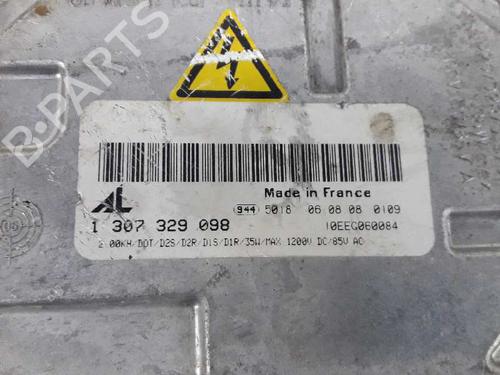 B-PARTS
Made in France
AL
944 5018 06.08.08 0109
1 307 329 098
10EEG060084
2.00KH/DOT/D2S/D2R/D1S/D1R/35W/MAX 1200V DC/85V AC